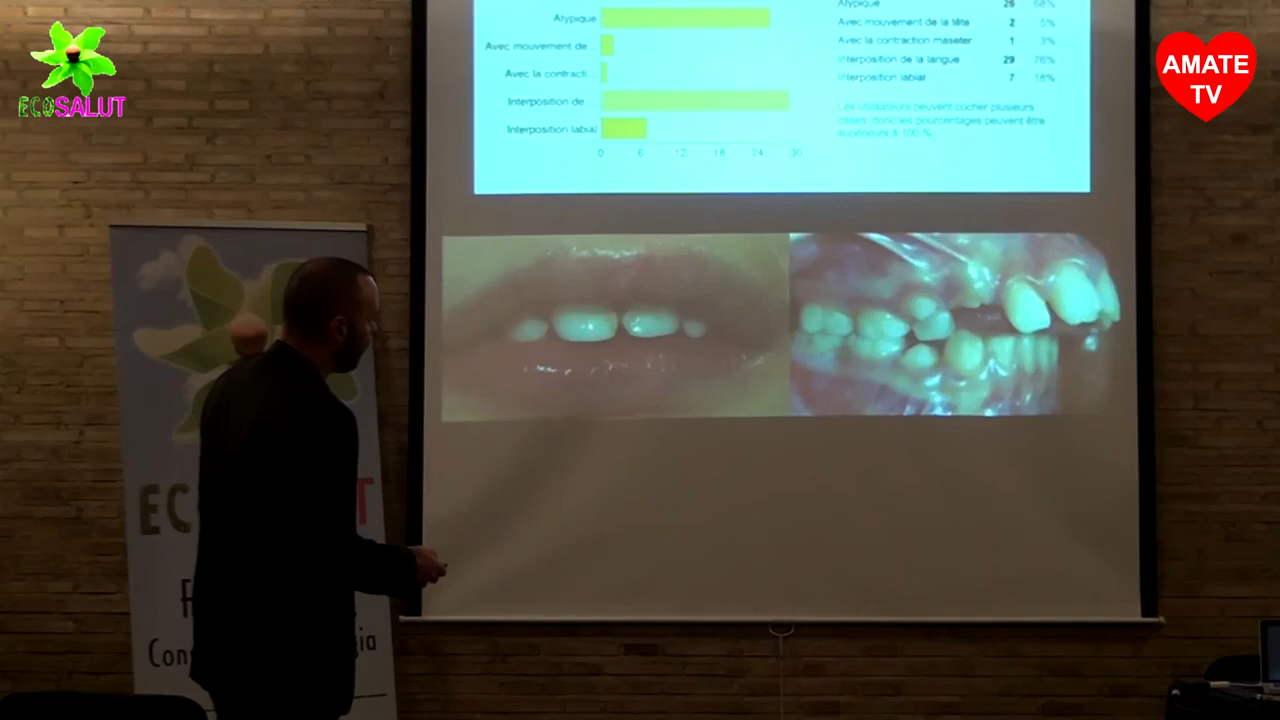 ECOSALUT
AMATE
TV
Atypique
Avec mouvement de...
Avec la contracti...
Interposition de ...
Interposition labial
0 6 12 18 24 30
Atypique 26 68%
Avec mouvement de la tête 2 5%
Avec la contraction maseter 1 3%
Interposition de la langue 29 76%
Interposition labial 7 18%
Les utilisateurs peuvent cocher plusieurs
cases, donc les pourcentages peuvent être
supérieurs à 100 %.
EC
T
F
Cons
gia